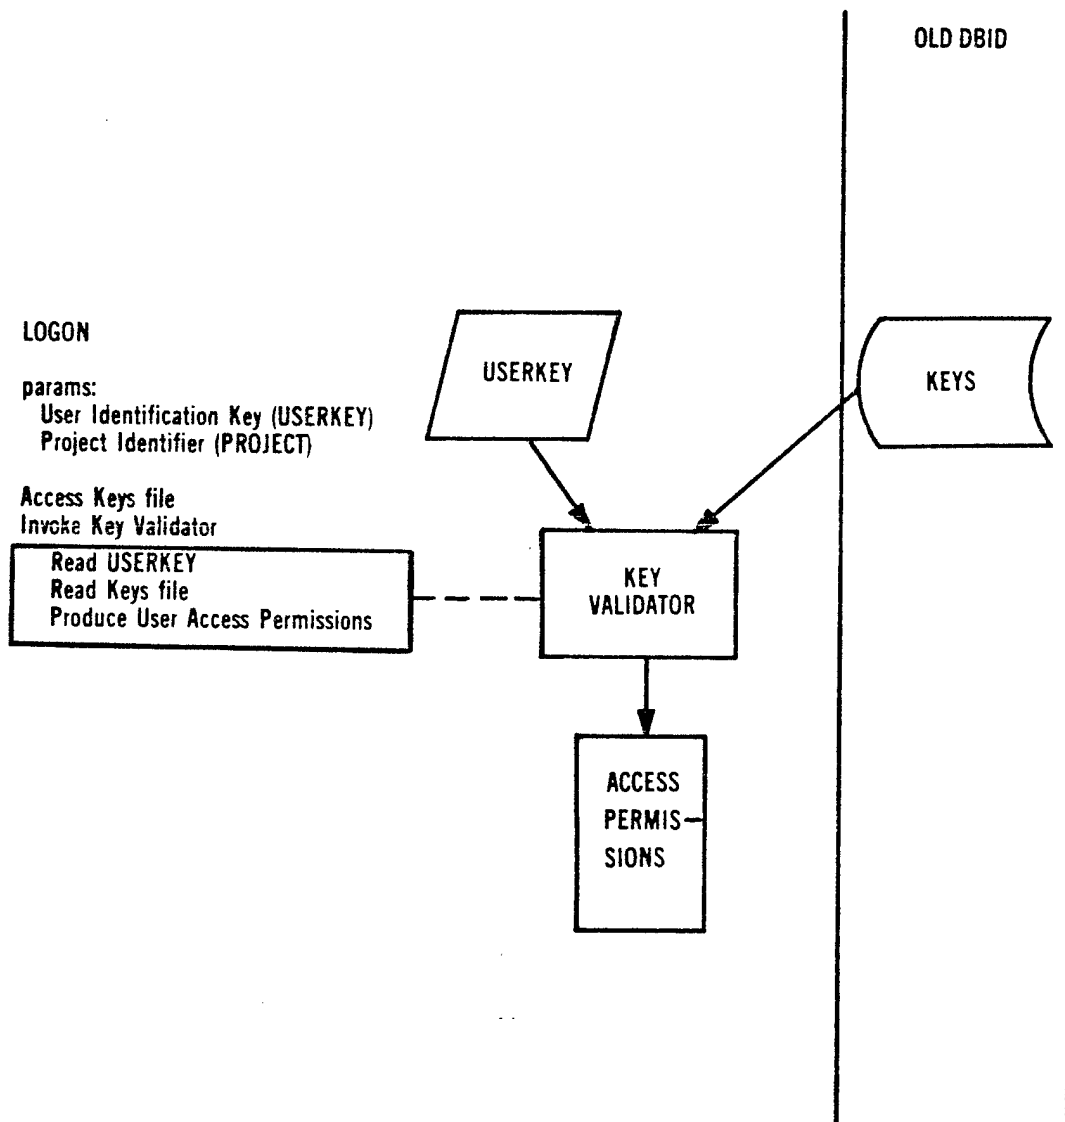 OLD DBID
LOGON
params:
User Identification Key (USERKEY)
Project Identifier (PROJECT)
Access Keys file
Invoke Key Validator
Read USERKEY
Read Keys file
Produce User Access Permissions
USERKEY
KEYS
KEY
VALIDATOR
ACCESS
PERMIS-
SIONS